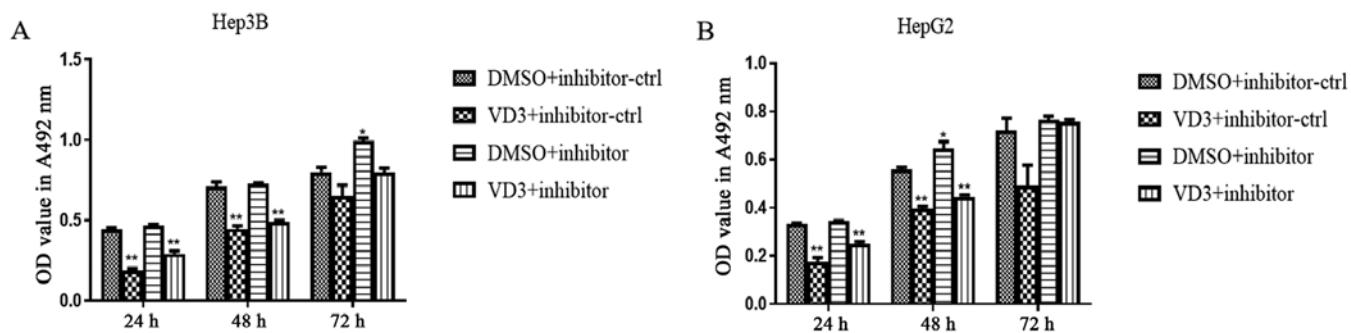 A
Hep3B
OD value in A492 nm
1.5
1.0
0.5
0.0
** ** ** ** *
24 h 48 h 72 h
DMSO+inhibitor-ctrl
VD3+inhibitor-ctrl
DMSO+inhibitor
VD3+inhibitor
B
HepG2
OD value in A492 nm
1.0
0.8
0.6
0.4
0.2
0.0
** ** ** * **
24 h 48 h 72 h
DMSO+inhibitor-ctrl
VD3+inhibitor-ctrl
DMSO+inhibitor
VD3+inhibitor